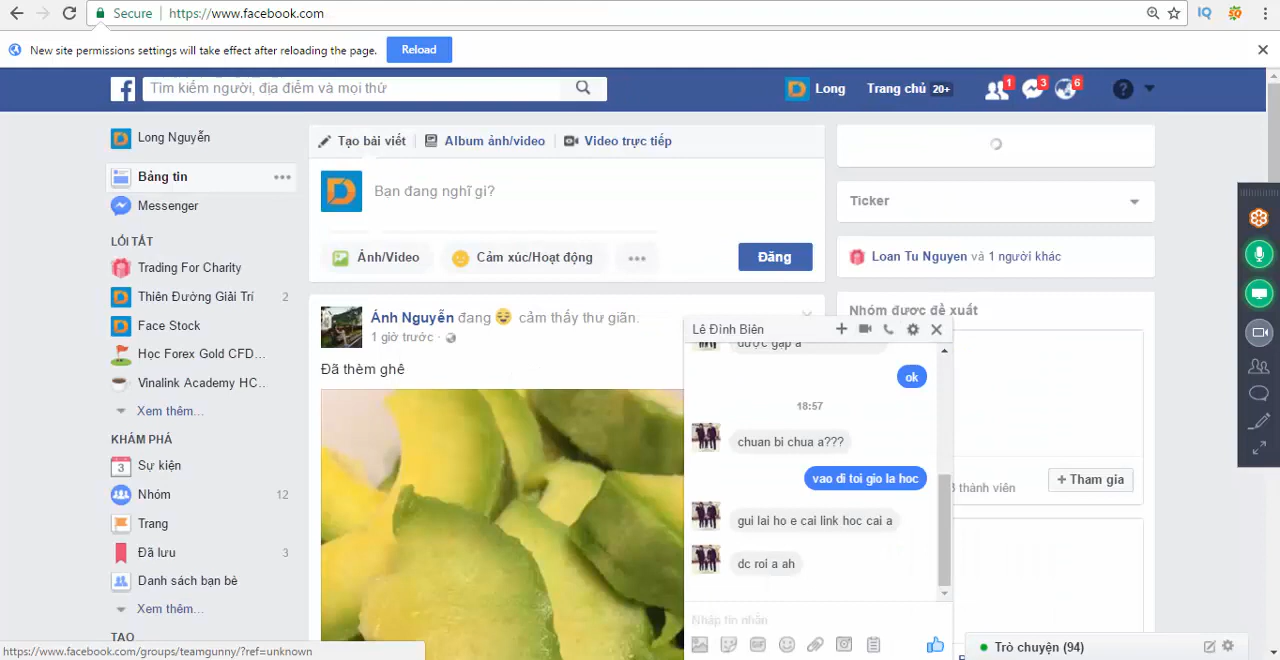 Secure https://www.facebook.com
New site permissions settings will take effect after reloading the page. Reload
Tìm kiếm người, địa điểm và mọi thứ
Long Trang chủ 20+ 1 3 6 ?
Long Nguyễn
Bảng tin
Messenger
LỐI TẮT
Trading For Charity
Thiên Đường Giải Trí 2
Face Stock
Học Forex Gold CFD...
Vinalink Academy HC...
Xem thêm...
KHÁM PHÁ
3 Sự kiện
Nhóm 12
Trang
Đã lưu 3
Danh sách bạn bè
Xem thêm...
TẠO
https://www.facebook.com/groups/teamgunny/?ref=unknown
Tạo bài viết Album ảnh/video Video trực tiếp
Bạn đang nghĩ gì?
Ảnh/Video Cảm xúc/Hoạt động Đăng
Ánh Nguyễn đang cảm thấy thư giãn.
1 giờ trước
Đã thèm ghê
Ticker
Loan Tu Nguyen và 1 người khác
Nhóm được đề xuất
thành viên
+ Tham gia
Lê Đình Biên
được gặp a
ok
18:57
chuan bi chua a???
vao di toi gio la hoc
gui lai ho e cai link hoc cai a
dc roi a ah
Nhập tin nhắn
GIF
Trò chuyện (94)